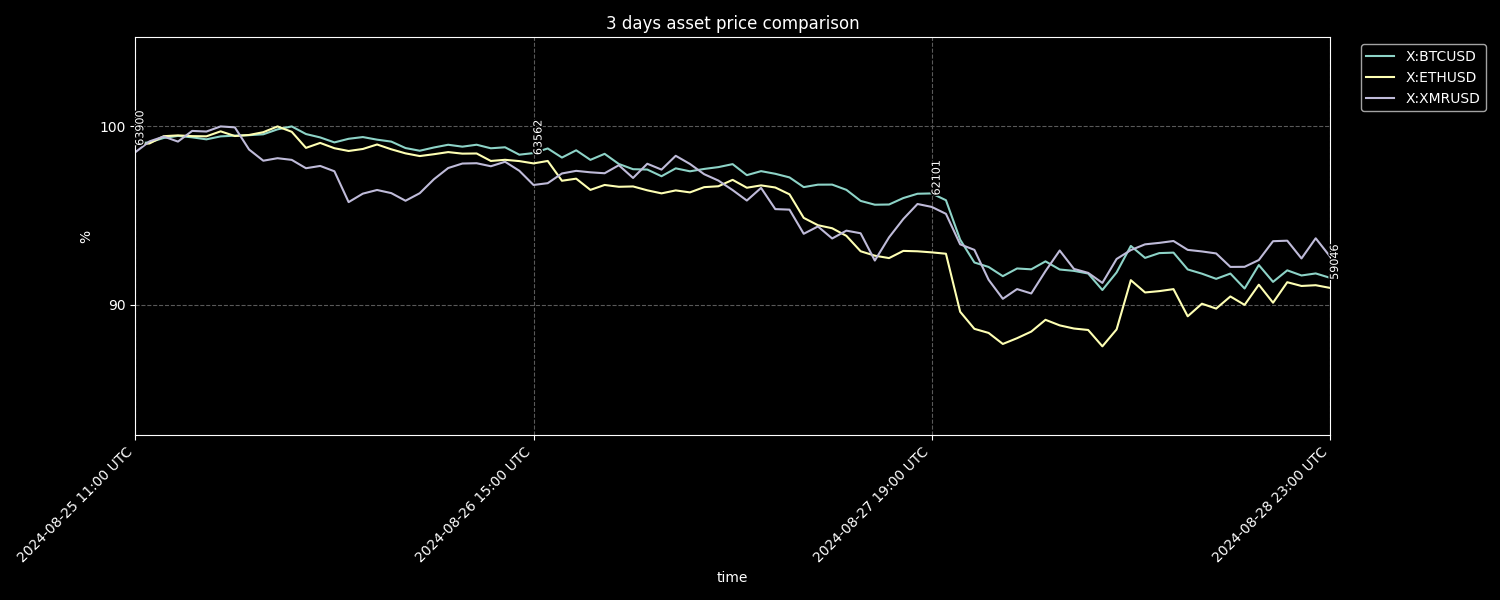 3 days asset price comparison
X:BTCUSD
X:ETHUSD
X:XMRUSD
100
90
%
63900
63562
62101
59046
2024-08-25 11:00 UTC
2024-08-26 15:00 UTC
2024-08-27 19:00 UTC
2024-08-28 23:00 UTC
time